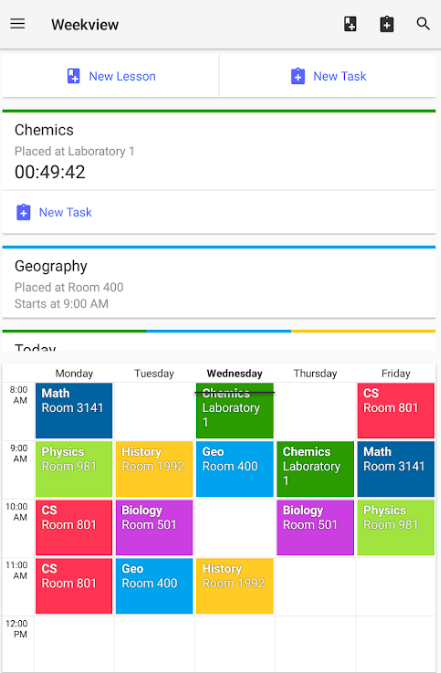 Weekview
New Lesson
New Task
Chemics
Placed at Laboratory 1
00:49:42
New Task
Geography
Placed at Room 400
Starts at 9:00 AM
Today
Monday Tuesday Wednesday Thursday Friday
8:00 AM
Math
Room 3141
Chemics
Laboratory
1
CS
Room 801
9:00 AM
Physics
Room 981
History
Room 1992
Geo
Room 400
Chemics
Laboratory
1
Math
Room 3141
10:00 AM
CS
Room 801
Biology
Room 501
Biology
Room 501
Physics
Room 981
11:00 AM
CS
Room 801
Geo
Room 400
History
Room 1992
12:00 PM